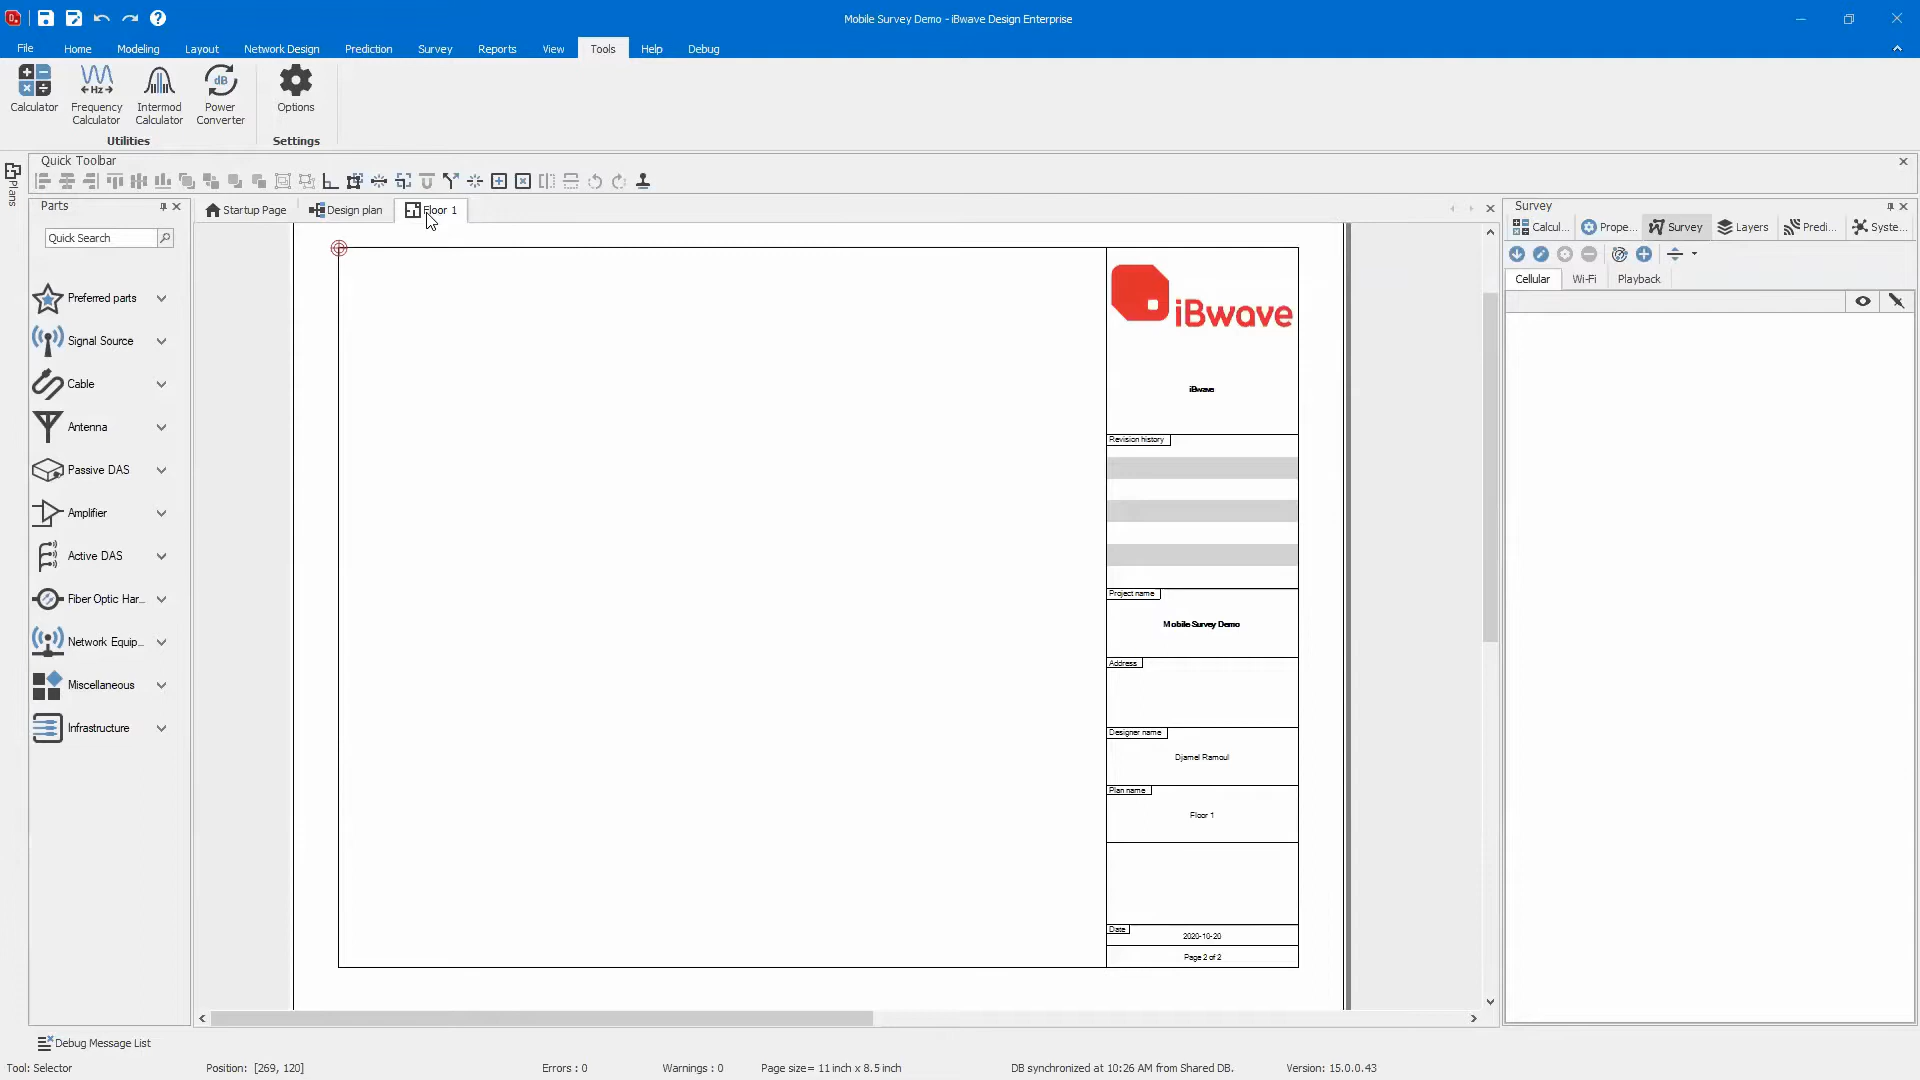 Mobile Survey Demo - iBwave Design Enterprise
File Home Modeling Layout Network Design Prediction Survey Reports View Tools Help Debug
Calculator Frequency Calculator Intermod Calculator Power Converter Options
Hz dB
Utilities Settings
Quick Toolbar
Plans
Parts
Quick Search
Preferred parts
Signal Source
Cable
Antenna
Passive DAS
Amplifier
Active DAS
Fiber Optic Har...
Network Equip...
Miscellaneous
Infrastructure
Startup Page Design plan Floor 1
iBwave
iBwave
Revision history
Project name
Mobile Survey Demo
Address
Designer name
Djamel Ramoul
Plan name
Floor 1
Date
2020-10-20
Page 2 of 2
Survey
Calcul... Prope... Survey Layers Predi... Syste...
Cellular Wi-Fi Playback
Debug Message List
Tool: Selector Position: [269, 120] Errors : 0 Warnings : 0 Page size= 11 inch x 8.5 inch DB synchronized at 10:26 AM from Shared DB. Version: 15.0.0.43